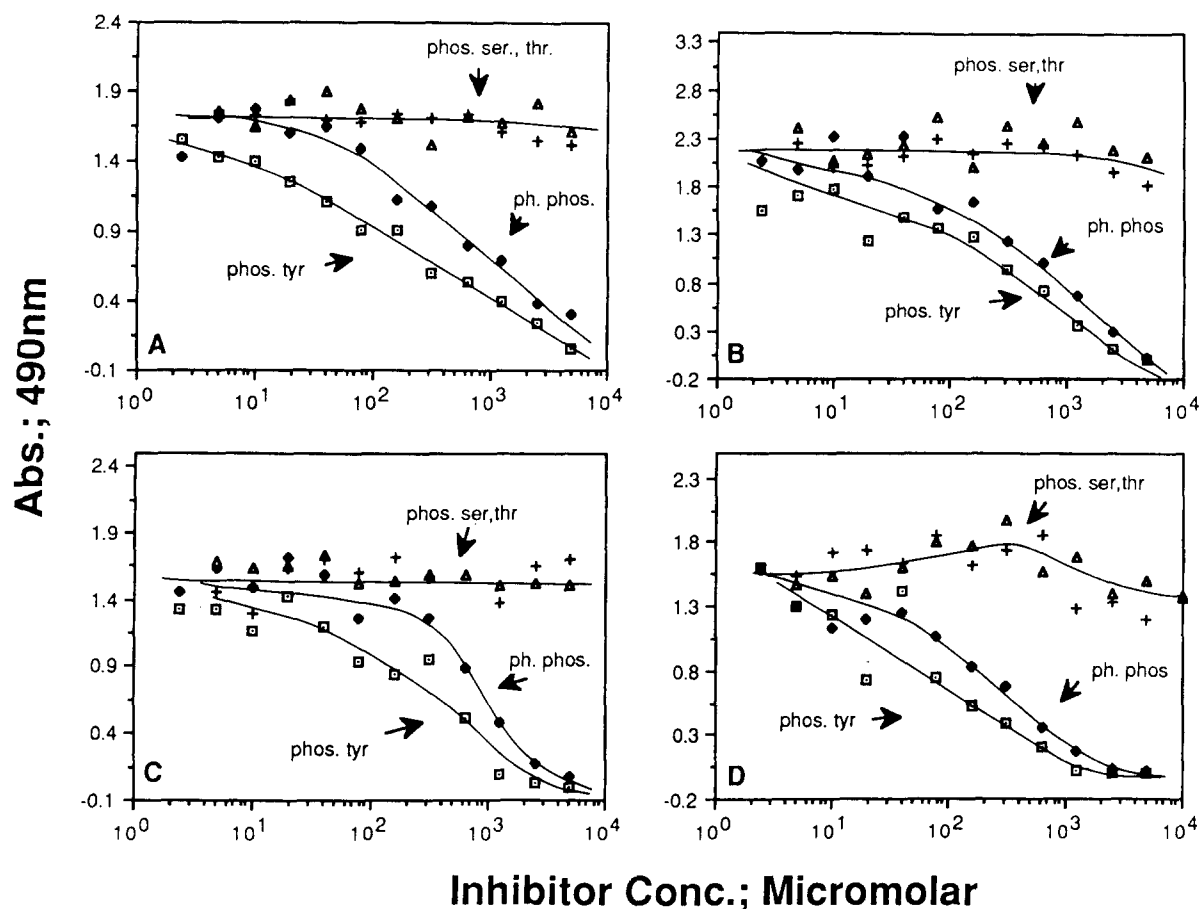 Abs.; 490nm
2.4
1.9
1.4
0.9
0.4
-0.1
phos. ser., thr.
ph. phos.
phos. tyr
A
10^0 10^1 10^2 10^3 10^4
3.3
2.8
2.3
1.8
1.3
0.8
0.3
-0.2
phos. ser,thr
ph. phos
phos. tyr
B
10^0 10^1 10^2 10^3 10^4
2.4
1.9
1.4
0.9
0.4
-0.1
phos. ser,thr
ph. phos.
phos. tyr
C
10^0 10^1 10^2 10^3 10^4
2.3
1.8
1.3
0.8
0.3
-0.2
phos. ser,thr
ph. phos
phos. tyr
D
10^0 10^1 10^2 10^3 10^4
Inhibitor Conc.; Micromolar